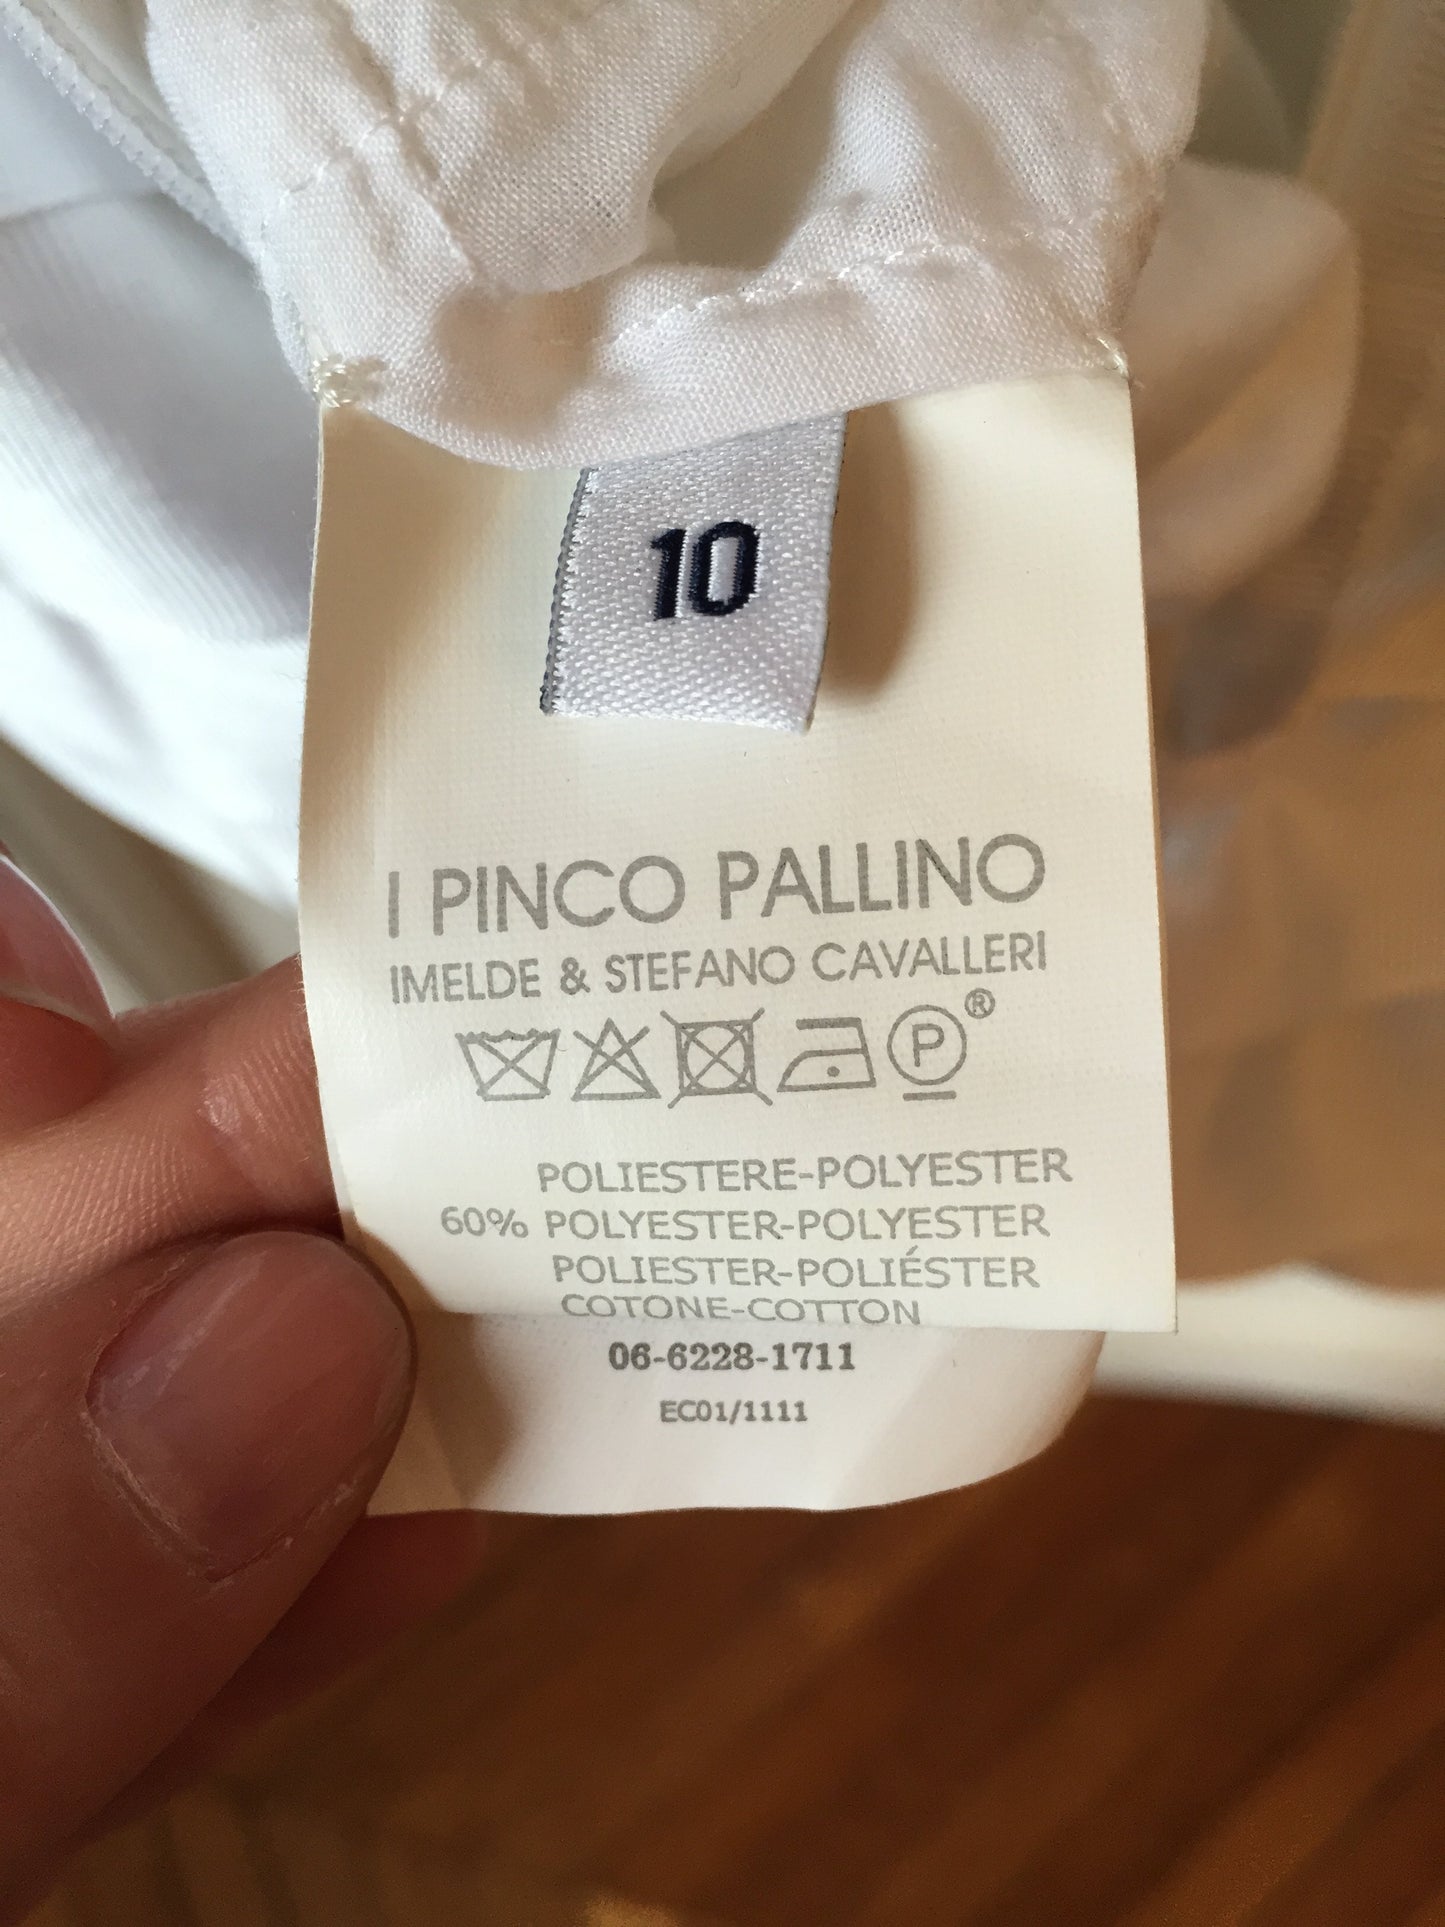 10
I PINCO PALLINO
IMELDE & STEFANO CAVALLERI
P ®
POLIESTERE-POLYESTER
60% POLYESTER-POLYESTER
POLIESTER-POLIÉSTER
COTONE-COTTON
06-6228-1711
EC01/1111